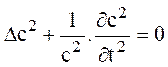 Δc² + 1/c² . ∂c²/∂t² = 0